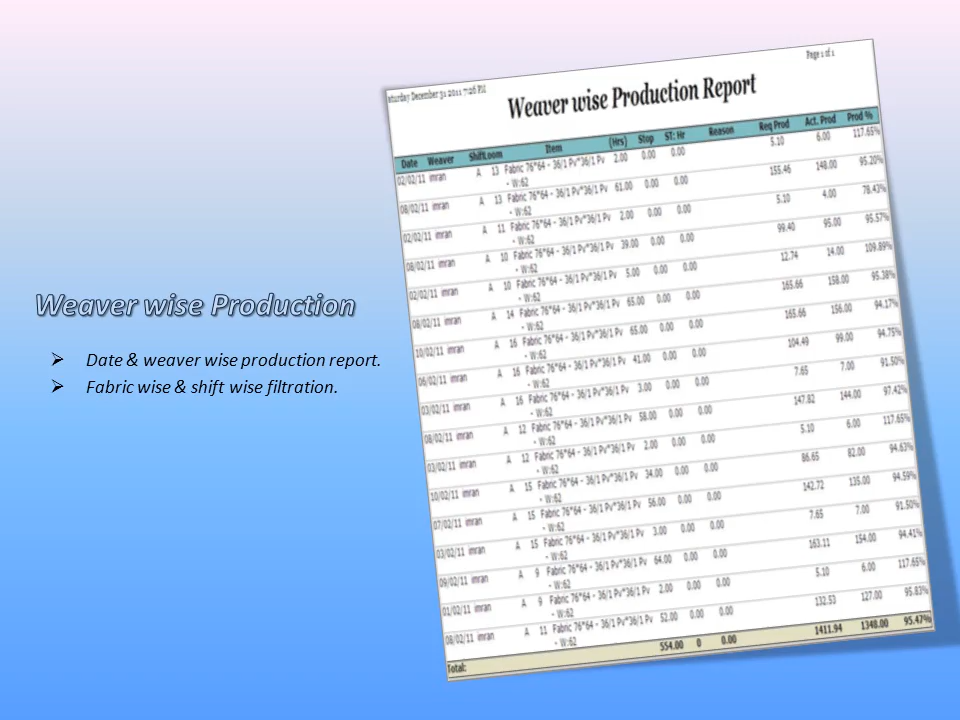 Weaver wise Production
➢ Date & weaver wise production report.
➢ Fabric wise & shift wise filtration.
Page 1 of 1
aturday December 31 2011 7:26 PM
Weaver wise Production Report
Date Weaver Shift Loom Item (Hrs) Stop ST: Hr Reason Req Prod Act. Prod Prod %
02/02/11 imran A 13 Fabric 76*64 - 36/1 Pv*36/1 Pv 2.00 0.00 0.00 5.10 6.00 117.65%
- W:62
08/02/11 imran A 13 Fabric 76*64 - 36/1 Pv*36/1 Pv 61.00 0.00 0.00 155.46 148.00 95.20%
- W:62
02/02/11 imran A 11 Fabric 76*64 - 36/1 Pv*36/1 Pv 2.00 0.00 0.00 5.10 4.00 78.43%
- W:62
08/02/11 imran A 10 Fabric 76*64 - 36/1 Pv*36/1 Pv 39.00 0.00 0.00 99.40 95.00 95.57%
- W:62
02/02/11 imran A 10 Fabric 76*64 - 36/1 Pv*36/1 Pv 5.00 0.00 0.00 12.74 14.00 109.89%
- W:62
08/02/11 imran A 14 Fabric 76*64 - 36/1 Pv*36/1 Pv 65.00 0.00 0.00 165.66 158.00 95.38%
- W:62
10/02/11 imran A 16 Fabric 76*64 - 36/1 Pv*36/1 Pv 65.00 0.00 0.00 165.66 156.00 94.17%
- W:62
06/02/11 imran A 16 Fabric 76*64 - 36/1 Pv*36/1 Pv 41.00 0.00 0.00 104.49 99.00 94.75%
- W:62
03/02/11 imran A 16 Fabric 76*64 - 36/1 Pv*36/1 Pv 3.00 0.00 0.00 7.65 7.00 91.50%
- W:62
08/02/11 imran A 12 Fabric 76*64 - 36/1 Pv*36/1 Pv 58.00 0.00 0.00 147.82 144.00 97.42%
- W:62
03/02/11 imran A 12 Fabric 76*64 - 36/1 Pv*36/1 Pv 2.00 0.00 0.00 5.10 6.00 117.65%
- W:62
10/02/11 imran A 15 Fabric 76*64 - 36/1 Pv*36/1 Pv 34.00 0.00 0.00 86.65 82.00 94.63%
- W:62
07/02/11 imran A 15 Fabric 76*64 - 36/1 Pv*36/1 Pv 56.00 0.00 0.00 142.72 135.00 94.59%
- W:62
03/02/11 imran A 15 Fabric 76*64 - 36/1 Pv*36/1 Pv 3.00 0.00 0.00 7.65 7.00 91.50%
- W:62
09/02/11 imran A 9 Fabric 76*64 - 36/1 Pv*36/1 Pv 64.00 0.00 0.00 163.11 154.00 94.41%
- W:62
01/02/11 imran A 9 Fabric 76*64 - 36/1 Pv*36/1 Pv 2.00 0.00 0.00 5.10 6.00 117.65%
- W:62
08/02/11 imran A 11 Fabric 76*64 - 36/1 Pv*36/1 Pv 52.00 0.00 0.00 132.53 127.00 95.83%
- W:62
Total: 554.00 0 0.00 1411.94 1348.00 95.47%